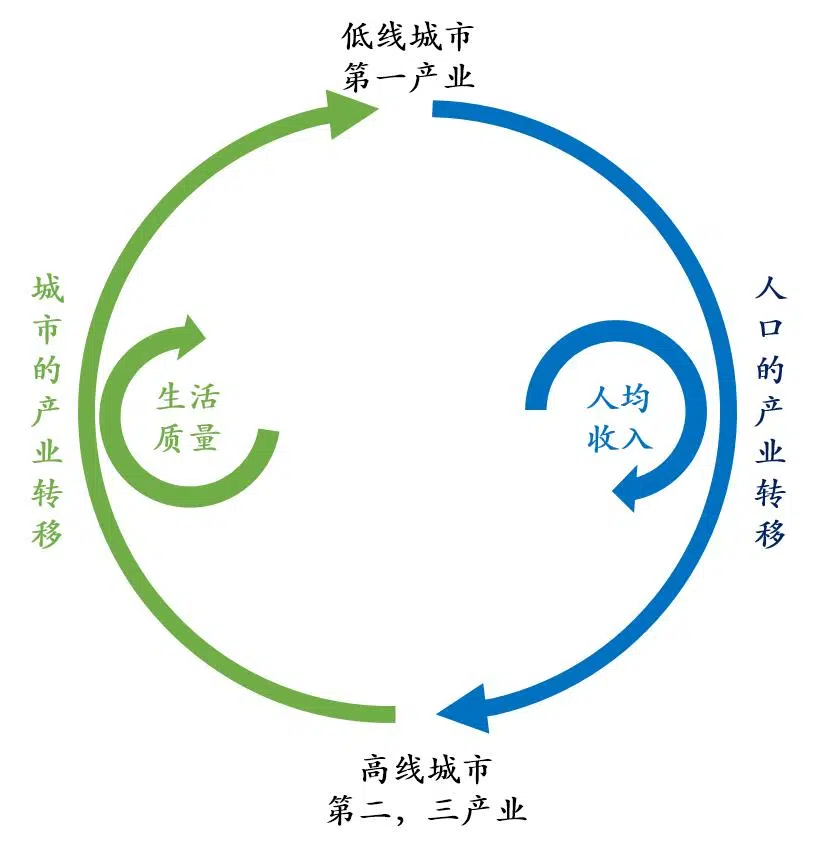 低线城市
第一产业
城市的产业转移
生活
质量
人均
收入
人口的产业转移
高线城市
第二，三产业